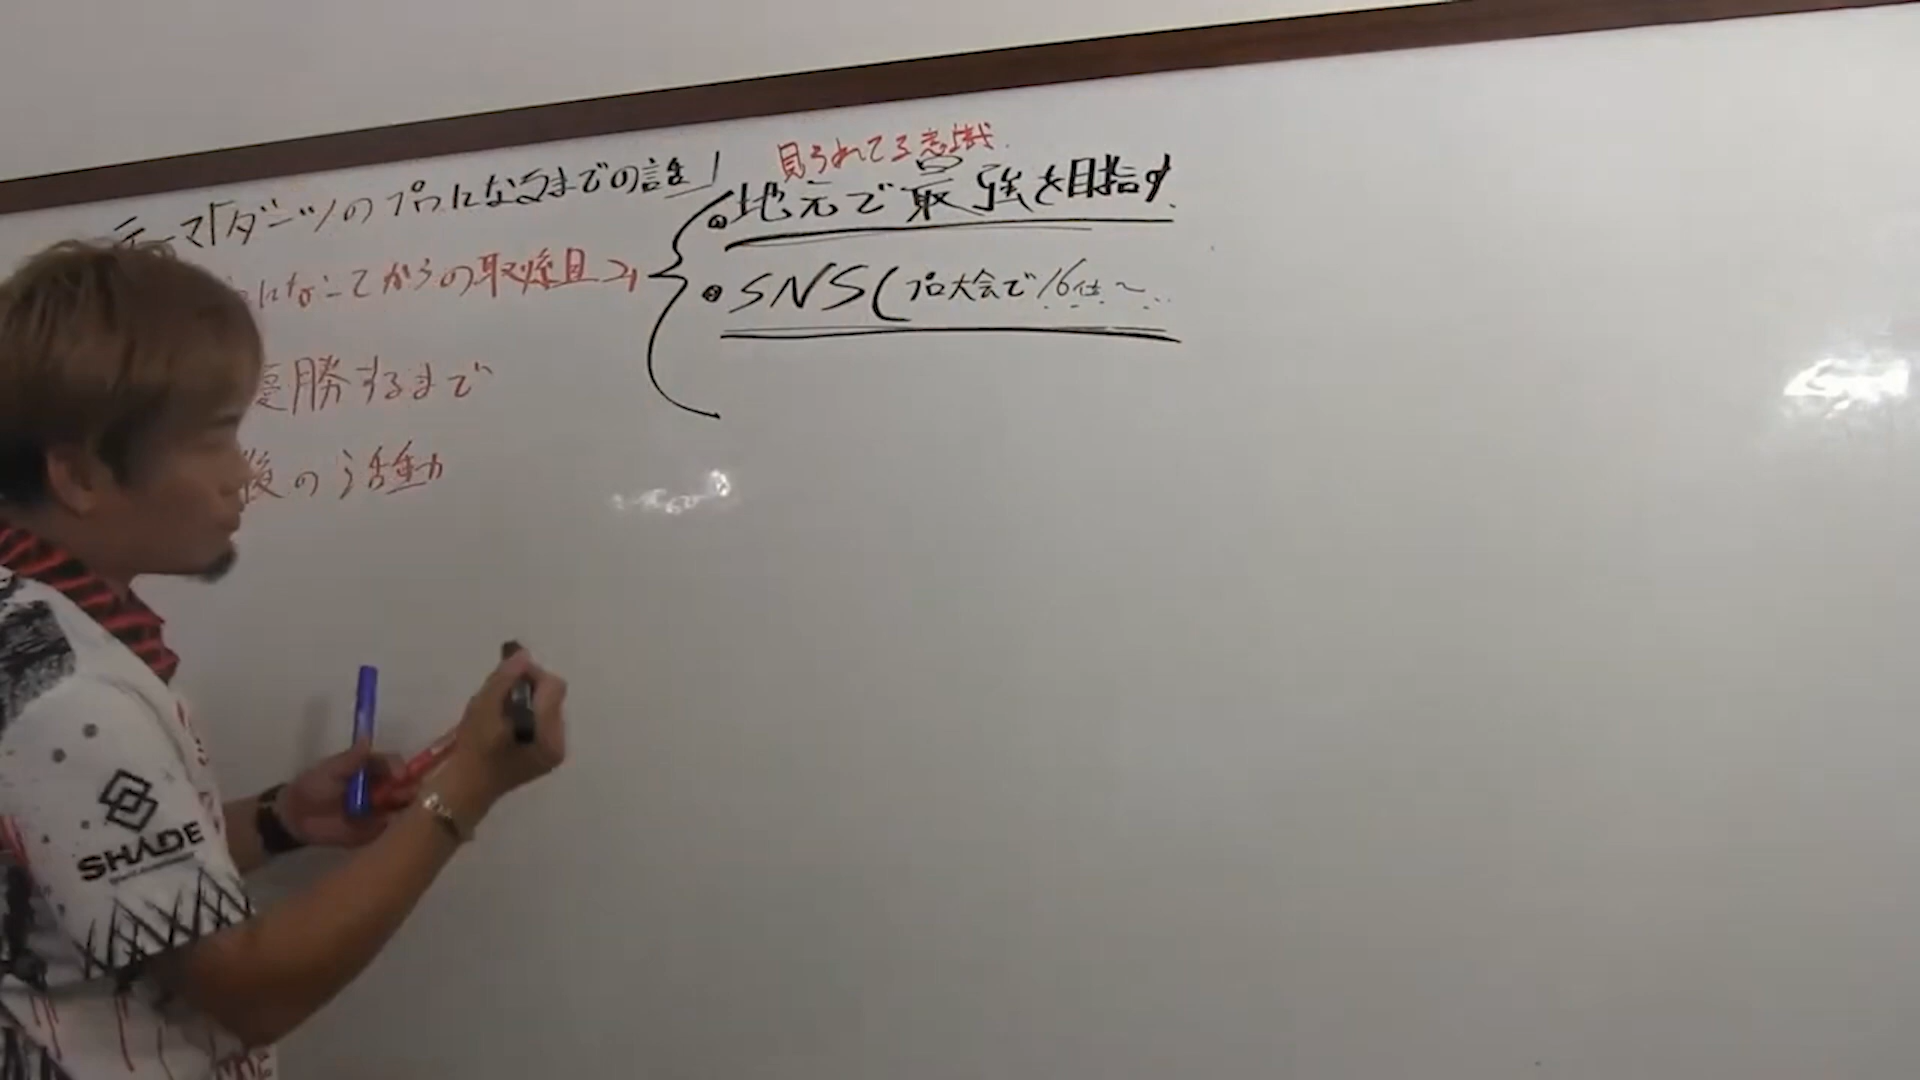 テーマ「ダーツのプロになるまでの話」
になってからの取り組み
優勝するまで
後の活動
見られてる意識
・地元で最強を目指す
・SNS(プロ大会で16位〜
SHADE